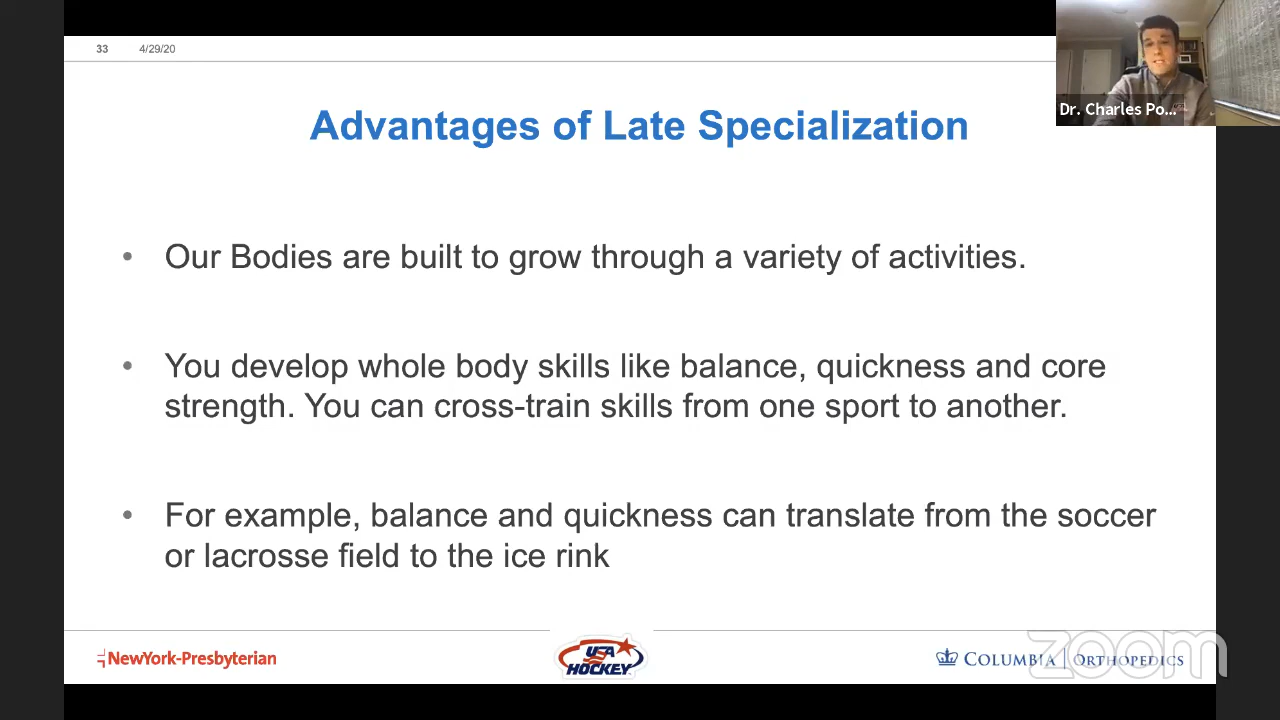 33 4/29/20
Dr. Charles Po...
Advantages of Late Specialization
• Our Bodies are built to grow through a variety of activities.
• You develop whole body skills like balance, quickness and core
strength. You can cross-train skills from one sport to another.
• For example, balance and quickness can translate from the soccer
or lacrosse field to the ice rink
NewYork-Presbyterian
USA
HOCKEY
COLUMBIA | ORTHOPEDICS
zoom